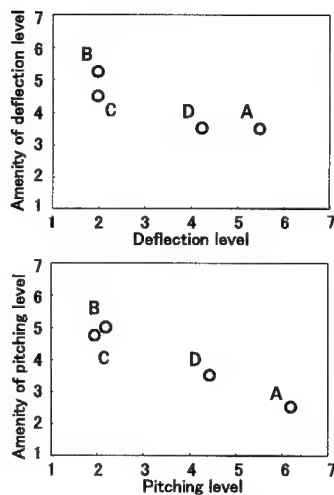 Amenity of deflection level
7
6
5
4
3
2
1
B
C
D
A
1 2 3 4 5 6 7
Deflection level
Amenity of pitching level
7
6
5
4
3
2
1
B
C
D
A
1 2 3 4 5 6 7
Pitching level